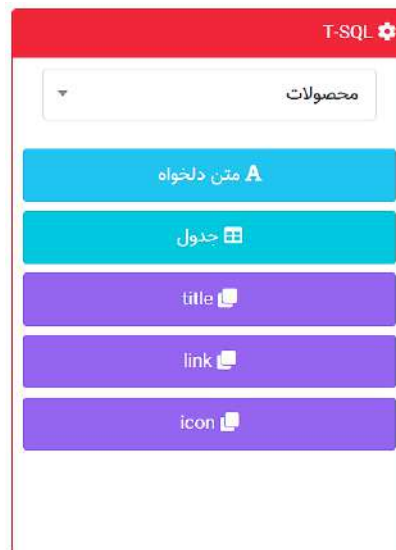 T-SQL
محصولات
متن دلخواه
جدول
title
link
icon